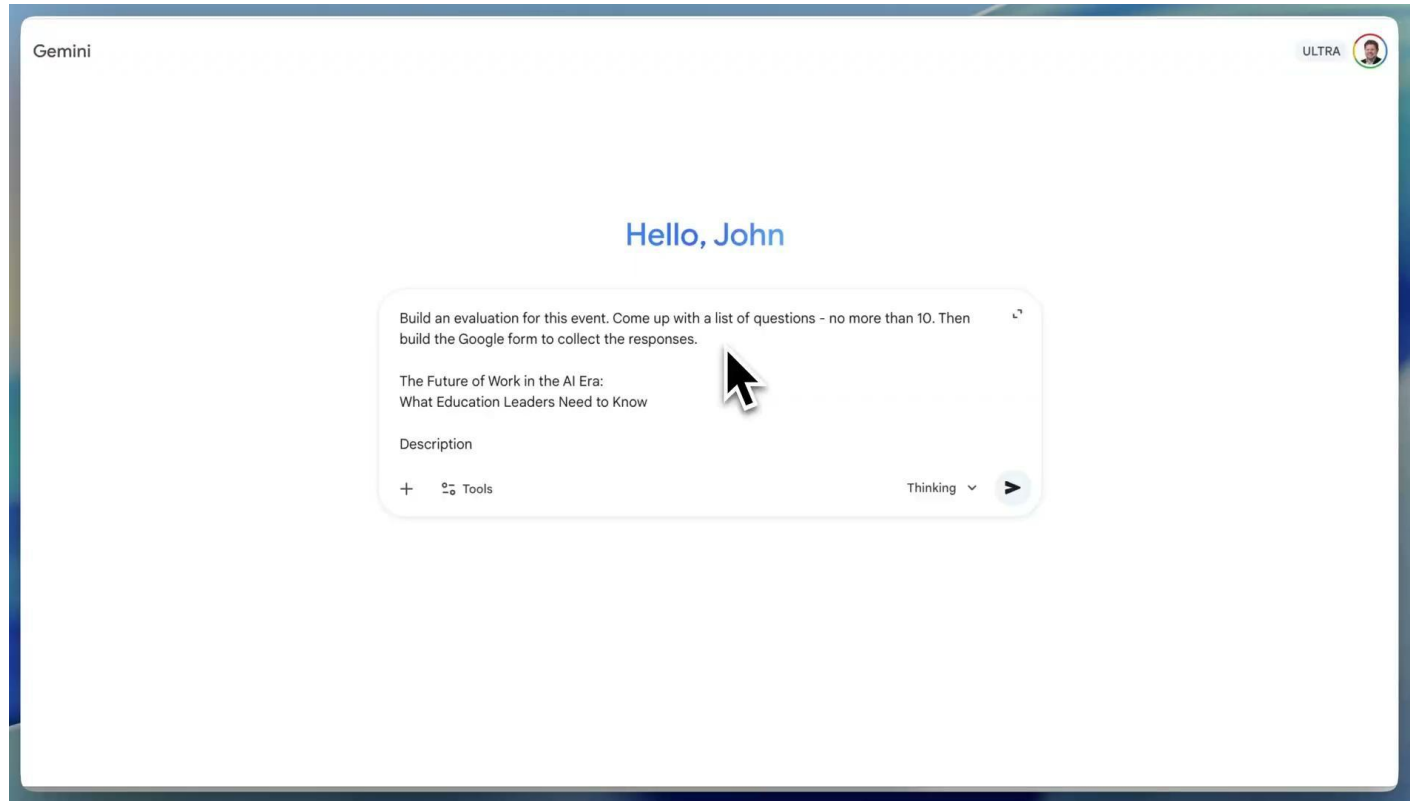 Gemini
ULTRA
Hello, John
Build an evaluation for this event. Come up with a list of questions - no more than 10. Then
build the Google form to collect the responses.
The Future of Work in the AI Era:
What Education Leaders Need to Know
Description
Tools
Thinking